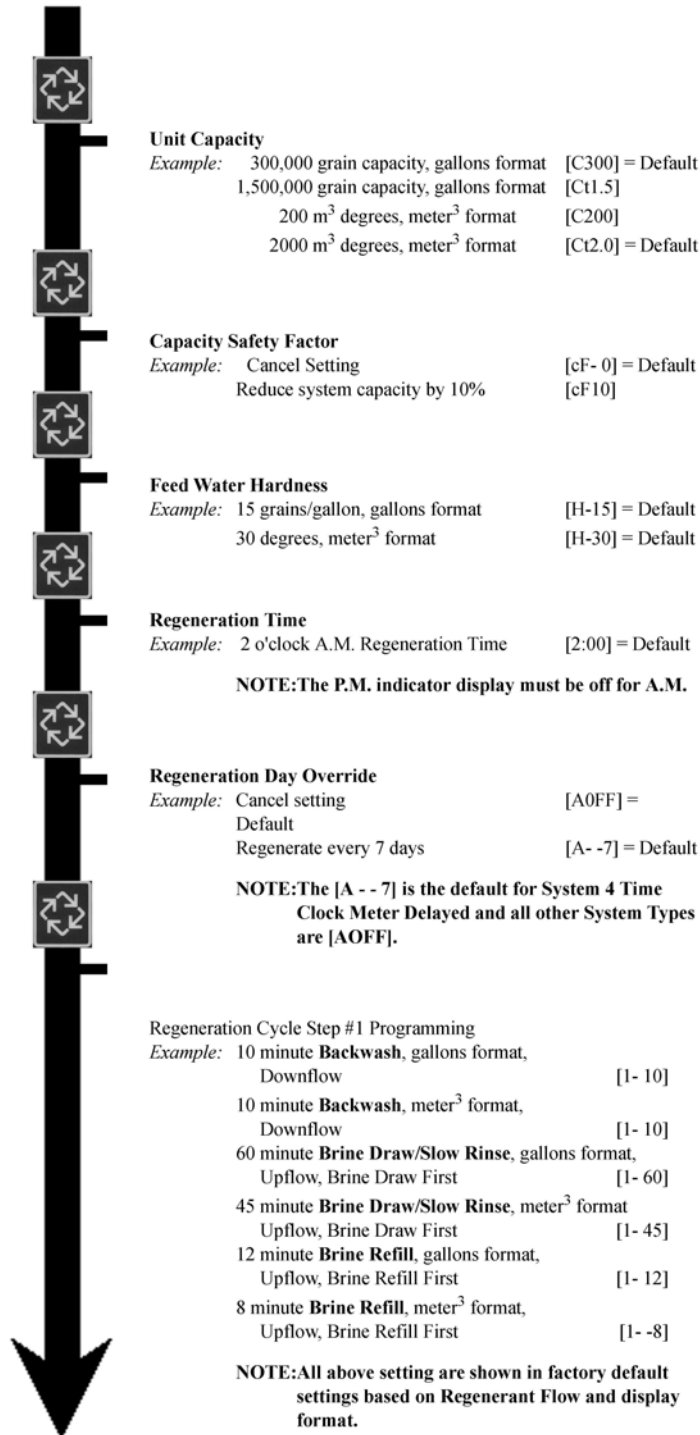 Unit Capacity
Example: 300,000 grain capacity, gallons format [C300] = Default
1,500,000 grain capacity, gallons format [Ct1.5]
200 m³ degrees, meter³ format [C200]
2000 m³ degrees, meter³ format [Ct2.0] = Default
Capacity Safety Factor
Example: Cancel Setting [cF- 0] = Default
Reduce system capacity by 10% [cF10]
Feed Water Hardness
Example: 15 grains/gallon, gallons format [H-15] = Default
30 degrees, meter³ format [H-30] = Default
Regeneration Time
Example: 2 o'clock A.M. Regeneration Time [2:00] = Default
NOTE:The P.M. indicator display must be off for A.M.
Regeneration Day Override
Example: Cancel setting [A0FF] =
Default
Regenerate every 7 days [A- -7] = Default
NOTE:The [A - - 7] is the default for System 4 Time
Clock Meter Delayed and all other System Types
are [AOFF].
Regeneration Cycle Step #1 Programming
Example: 10 minute Backwash, gallons format,
Downflow [1- 10]
10 minute Backwash, meter³ format,
Downflow [1- 10]
60 minute Brine Draw/Slow Rinse, gallons format,
Upflow, Brine Draw First [1- 60]
45 minute Brine Draw/Slow Rinse, meter³ format
Upflow, Brine Draw First [1- 45]
12 minute Brine Refill, gallons format,
Upflow, Brine Refill First [1- 12]
8 minute Brine Refill, meter³ format,
Upflow, Brine Refill First [1- -8]
NOTE:All above setting are shown in factory default
settings based on Regenerant Flow and display
format.